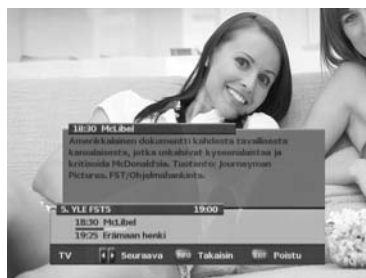 18:30 McLibel
Amerikkalainen dokumentti kahdesta tavallisesta
kansalaisesta, jotka uskalsivat kyseenalaistaa ja
kritisoida McDonald'sia. Tuotanto: Journeyman
Pictures. FST/Ohjelmahankinta.
5. YLE FST5 19:00
18:30 McLibel
19:25 Erämaan henki
TV Seuraava Takaisin EXIT Poistu